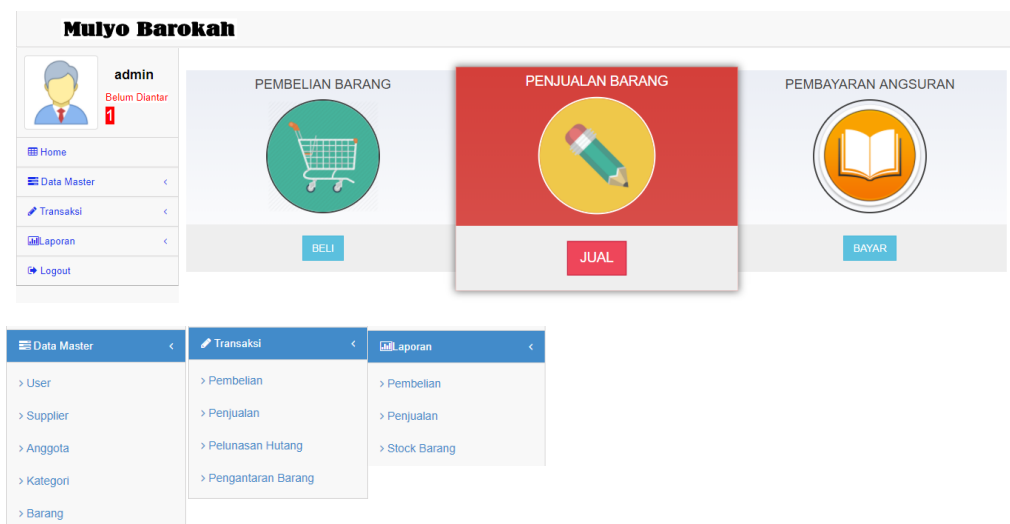 Mulyo Barokah
admin
Belum Diantar
1
Home
Data Master
Transaksi
Laporan
Logout
PEMBELIAN BARANG
BELI
PENJUALAN BARANG
JUAL
PEMBAYARAN ANGSURAN
BAYAR
Data Master
> User
> Supplier
> Anggota
> Kategori
> Barang
Transaksi
> Pembelian
> Penjualan
> Pelunasan Hutang
> Pengantaran Barang
Laporan
> Pembelian
> Penjualan
> Stock Barang